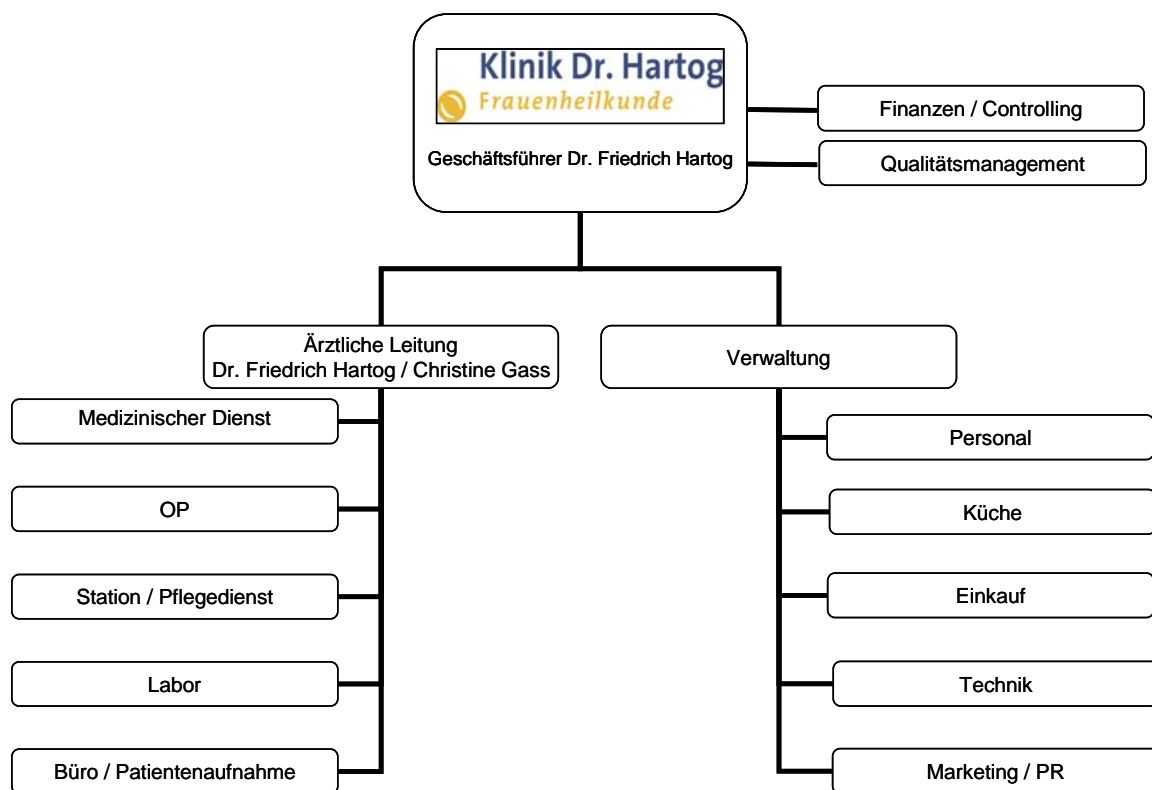 Klinik Dr. Hartog
Frauenheilkunde
Geschäftsführer Dr. Friedrich Hartog
Finanzen / Controlling
Qualitätsmanagement
Ärztliche Leitung
Dr. Friedrich Hartog / Christine Gass
Verwaltung
Medizinischer Dienst
OP
Station / Pflegedienst
Labor
Büro / Patientenaufnahme
Personal
Küche
Einkauf
Technik
Marketing / PR